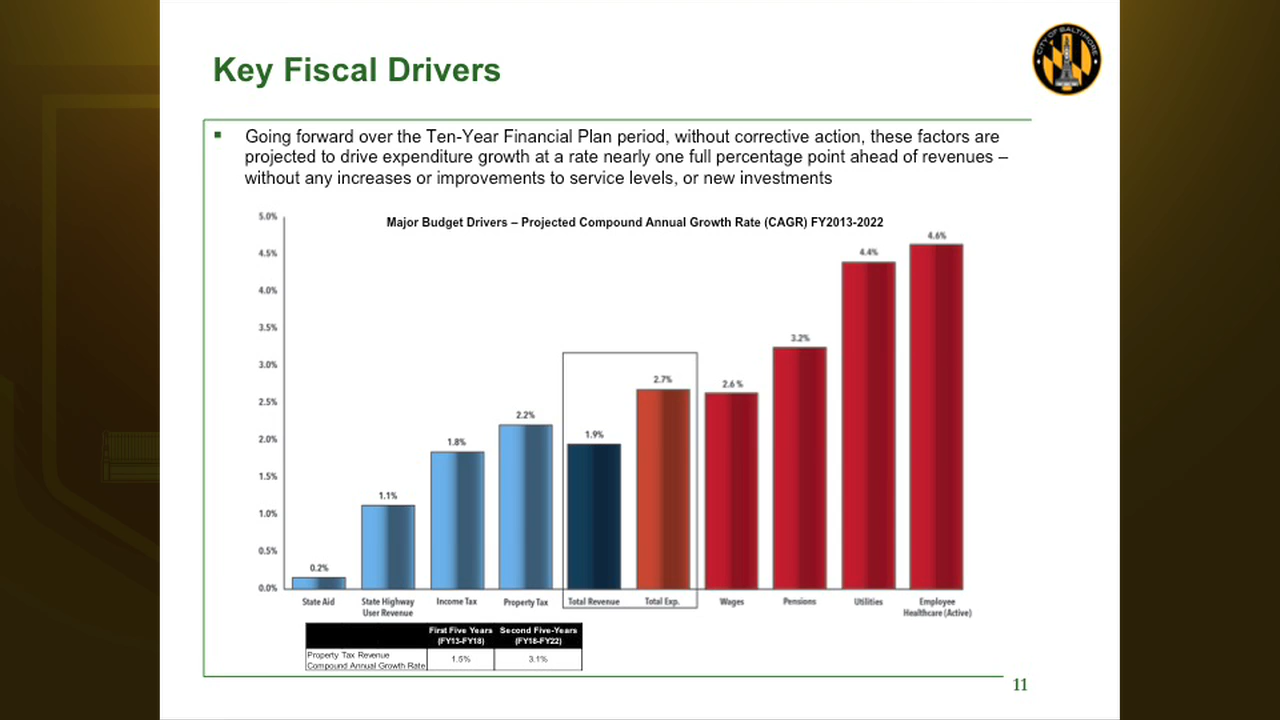 CITY OF BALTIMORE
Key Fiscal Drivers
Going forward over the Ten-Year Financial Plan period, without corrective action, these factors are
projected to drive expenditure growth at a rate nearly one full percentage point ahead of revenues –
without any increases or improvements to service levels, or new investments
Major Budget Drivers – Projected Compound Annual Growth Rate (CAGR) FY2013-2022
5.0%
4.5%
4.0%
3.5%
3.0%
2.5%
2.0%
1.5%
1.0%
0.5%
0.0%
0.2%
1.1%
1.8%
2.2%
1.9%
2.7%
2.6 %
3.2%
4.4%
4.6%
State Aid
State Highway
User Revenue
Income Tax
Property Tax
Total Revenue
Total Exp.
Wages
Pensions
Utilities
Employee
Healthcare (Active)
First Five Years
(FY13-FY18)
Second Five-Years
(FY18-FY22)
Property Tax Revenue
Compound Annual Growth Rate
1.5%
3.1%
11